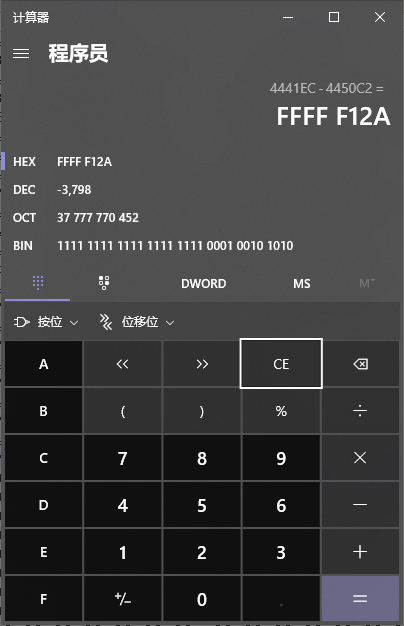 计算器
程序员
4441EC - 4450C2 =
FFFF F12A
HEX FFFF F12A
DEC -3,798
OCT 37 777 770 452
BIN 1111 1111 1111 1111 1111 0001 0010 1010
DWORD MS M˅
按位 位移位
A << >> CE
B ( ) % ÷
C 7 8 9 ×
D 4 5 6 −
E 1 2 3 +
F +/− 0 . =